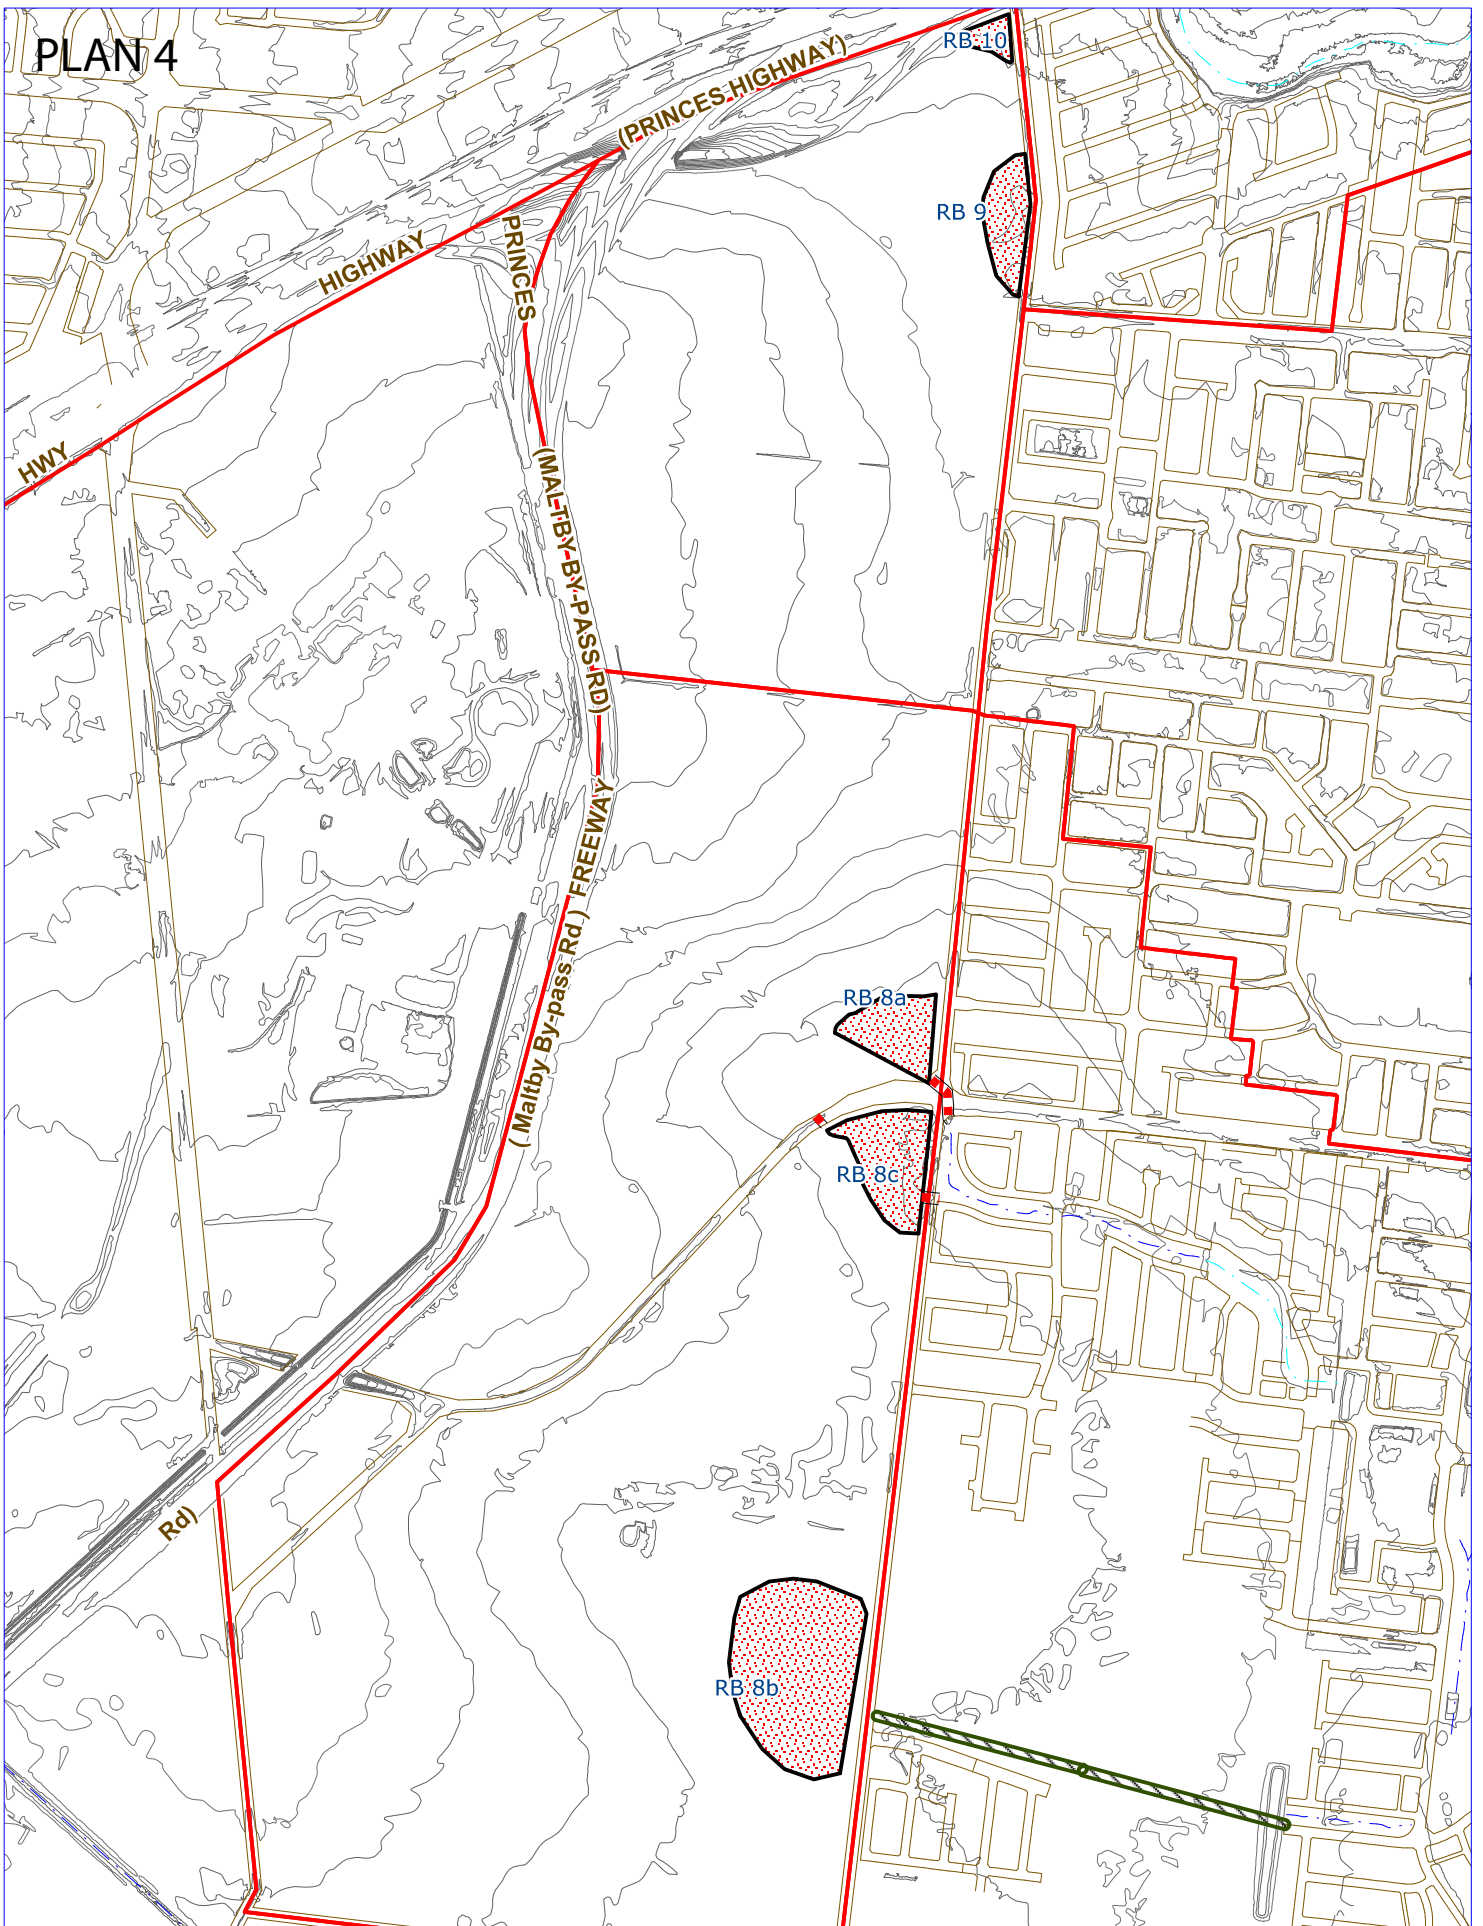 PLAN 4
RB 10
(PRINCES HIGHWAY)
RB 9
PRINCES
HIGHWAY
HWY
(MALTBY BY-PASS RD)
FREEWAY
( Maltby By-pass Rd )
RB 8a
RB 8c
Rd)
RB 8b